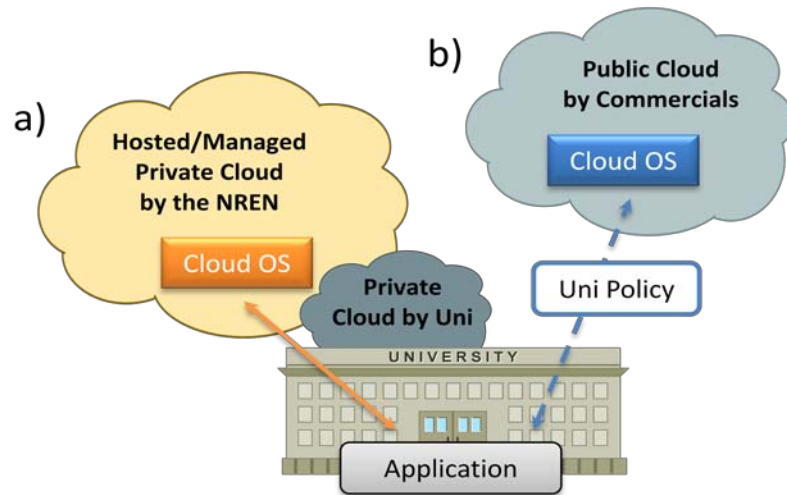 a)
Hosted/Managed
Private Cloud
by the NREN
Cloud OS
b)
Public Cloud
by Commercials
Cloud OS
Uni Policy
Private
Cloud by Uni
UNIVERSITY
Application